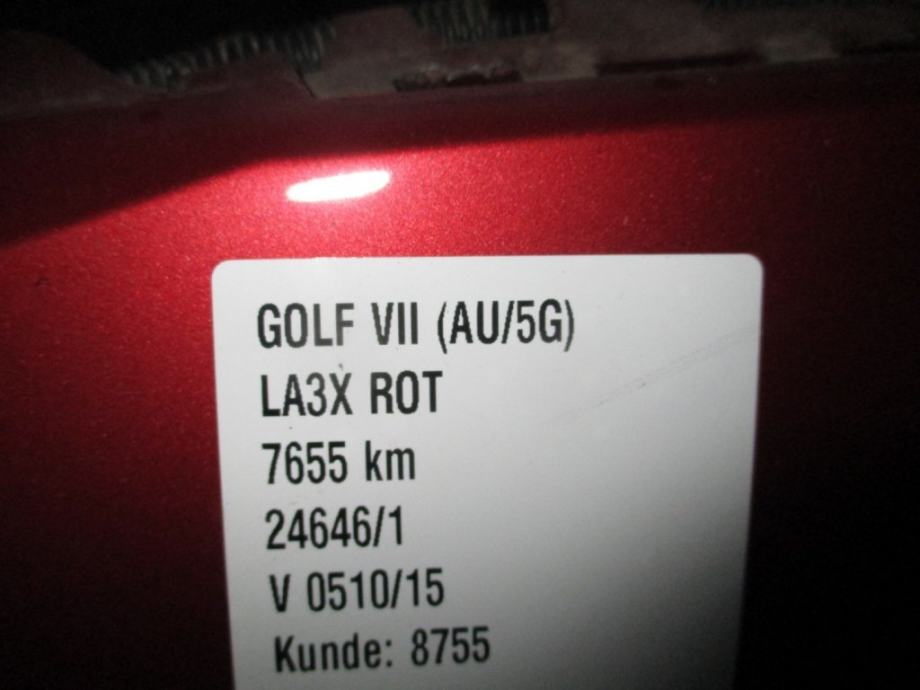 GOLF VII (AU/5G)
LA3X ROT
7655 km
24646/1
V 0510/15
Kunde: 8755